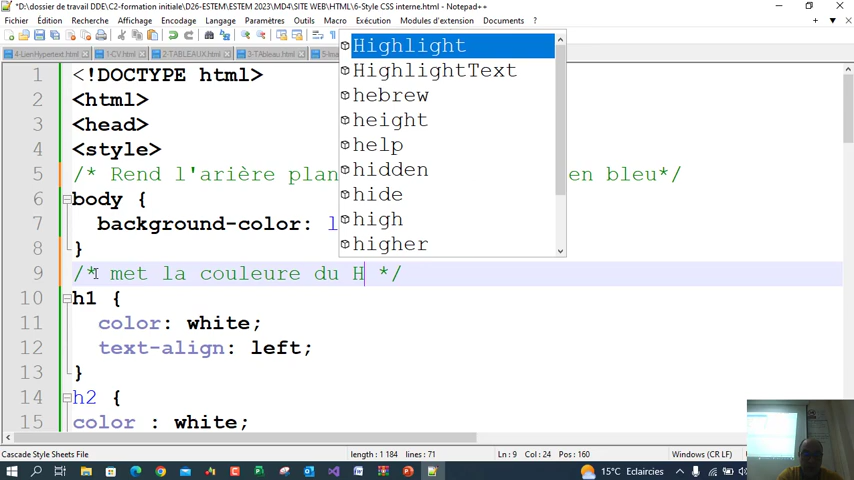 *D:\dossier de travail DDE\C2-formation initiale\D26-ESTEM\ESTEM 2023\MD4\SITE WEB\HTML\6-Style CSS interne.html - Notepad++
Fichier Édition Recherche Affichage Encodage Langage Paramètres Outils Macro Exécution Modules d'extension Documents ?
4-LienHypertext.html 1-CV.html 2-TABLEAUX.html 3-TAbleau.html 5-Ima
1 <!DOCTYPE html>
2 <html>
3 <head>
4 <style>
5 /* Rend l'arière plan en bleu*/
6 body {
7 background-color: l
8 }
9 /* met la couleure du H */
10 h1 {
11 color: white;
12 text-align: left;
13 }
14 h2 {
15 color : white;
Highlight
HighlightText
hebrew
height
help
hidden
hide
high
higher
Cascade Style Sheets File length : 1 184 lines : 71 Ln : 9 Col : 24 Pos : 160 Windows (CR LF)
15°C Eclaircies